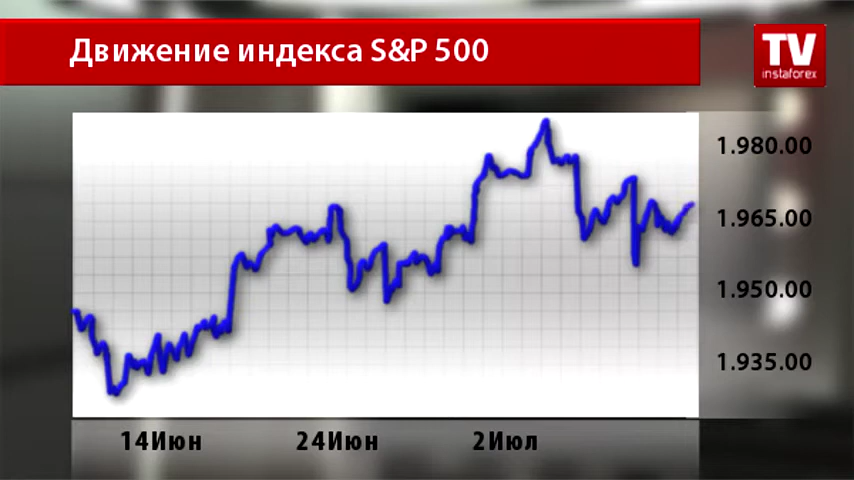 Движение индекса S&P 500
TV
instaforex
1.980.00
1.965.00
1.950.00
1.935.00
14Июн 24Июн 2Июл